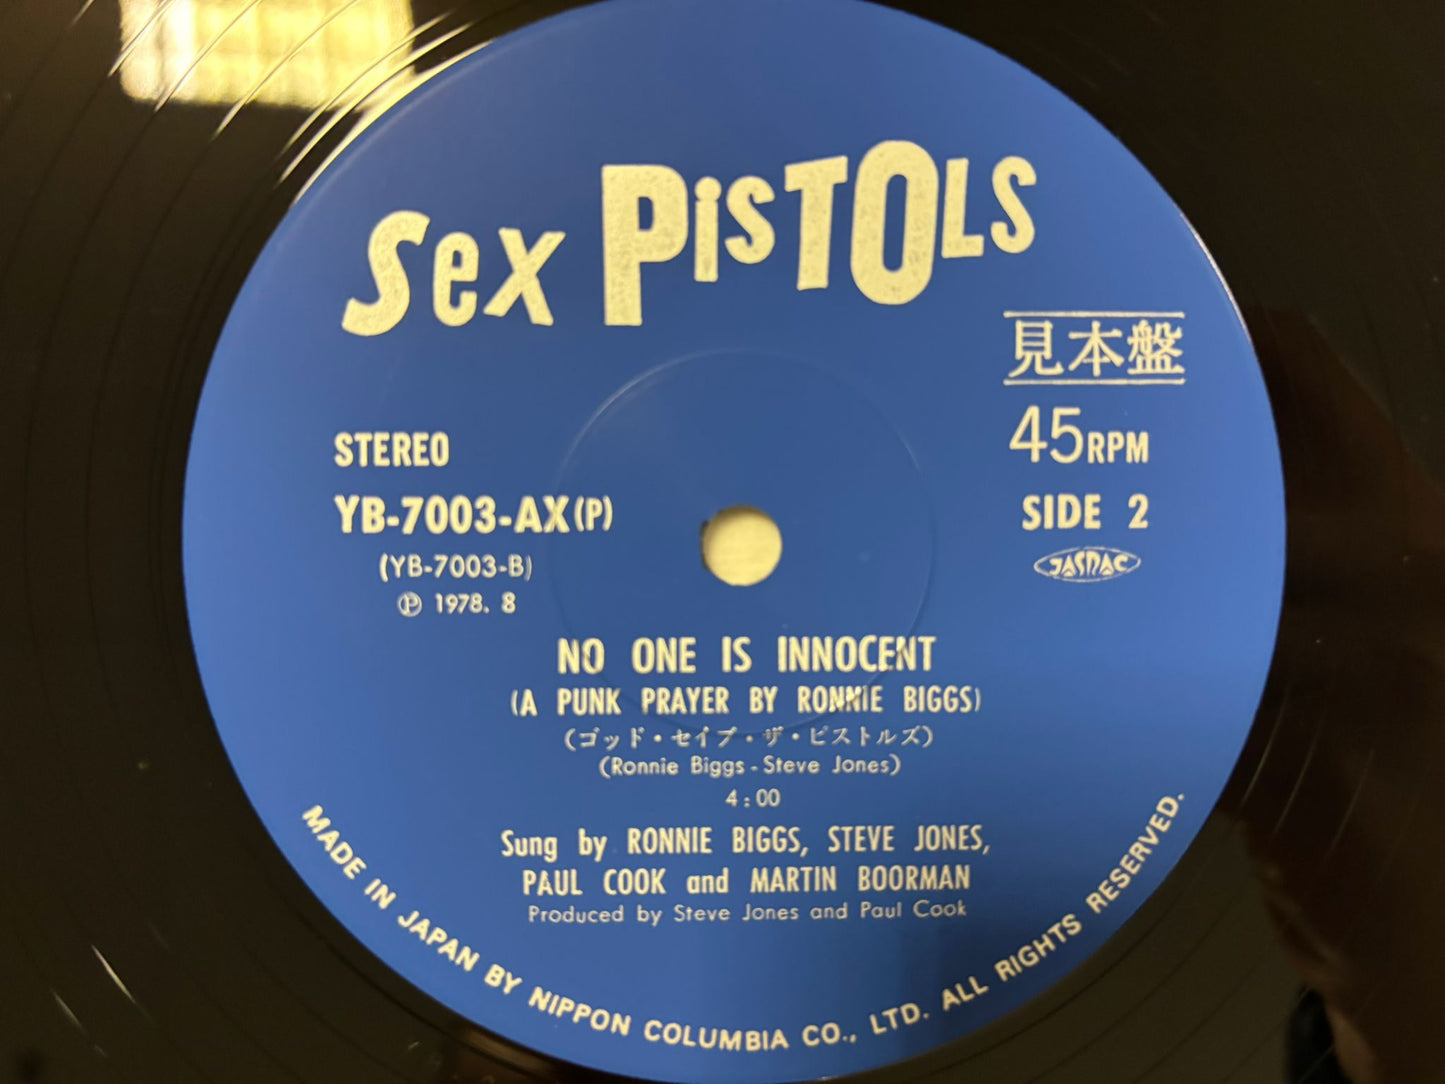 Sex PiSTOLS
見本盤
STEREO
45RPM
YB-7003-AX(P)
SIDE 2
(YB-7003-B)
JASRAC
Ⓟ 1978. 8
NO ONE IS INNOCENT
(A PUNK PRAYER BY RONNIE BIGGS)
(ゴッド・セイブ・ザ・ピストルズ)
(Ronnie Biggs - Steve Jones)
4:00
Sung by RONNIE BIGGS, STEVE JONES,
PAUL COOK and MARTIN BOORMAN
Produced by Steve Jones and Paul Cook
MADE IN JAPAN BY NIPPON COLUMBIA CO., LTD. ALL RIGHTS RESERVED.